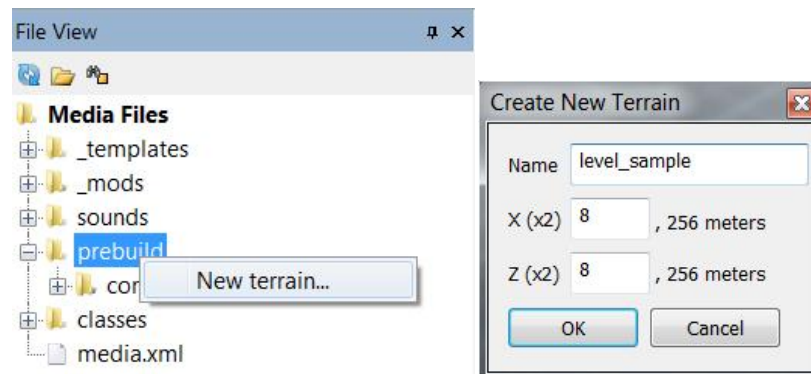 File View
Media Files
_templates
_mods
sounds
prebuild
New terrain...
classes
media.xml
Create New Terrain
Name level_sample
X (x2) 8 , 256 meters
Z (x2) 8 , 256 meters
OK Cancel